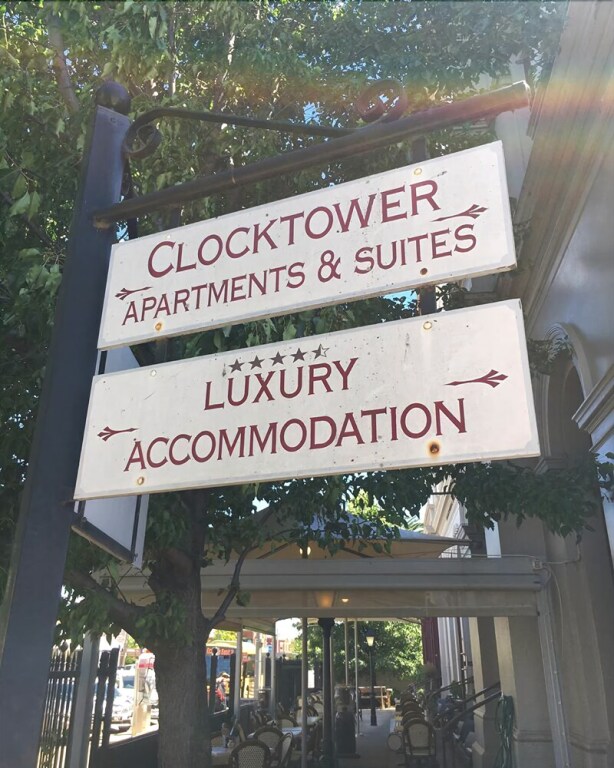 CLOCKTOWER
APARTMENTS & SUITES
LUXURY
ACCOMMODATION